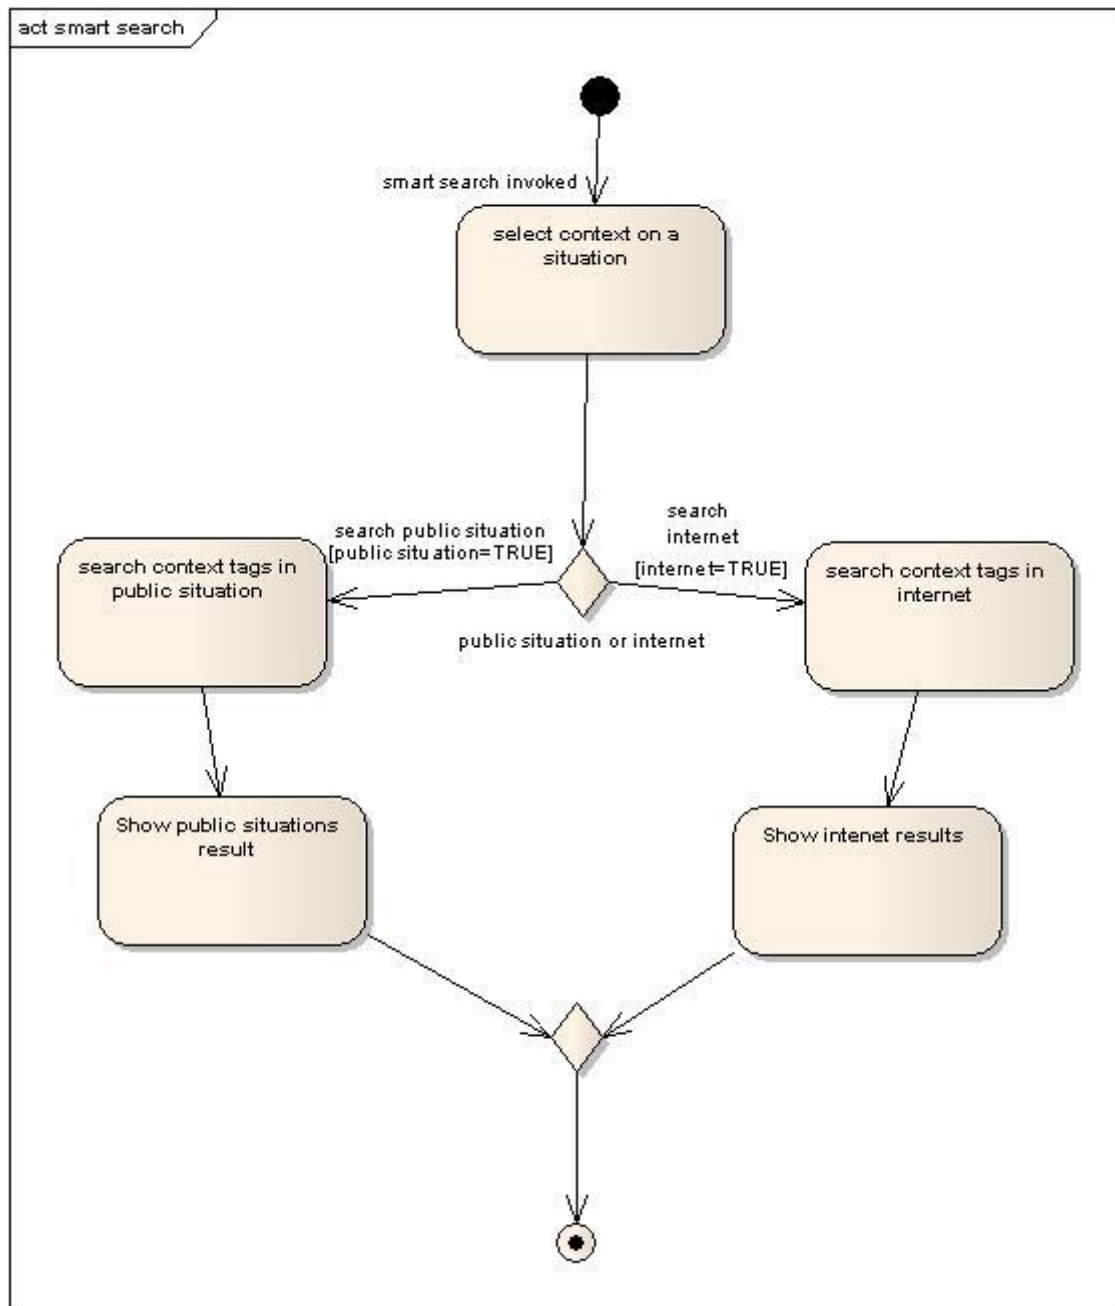 act smart search
smart search invoked
select context on a
situation
search public situation
[public situation=TRUE]
search
internet
[internet=TRUE]
search context tags in
public situation
public situation or internet
search context tags in
internet
Show public situations
result
Show intenet results